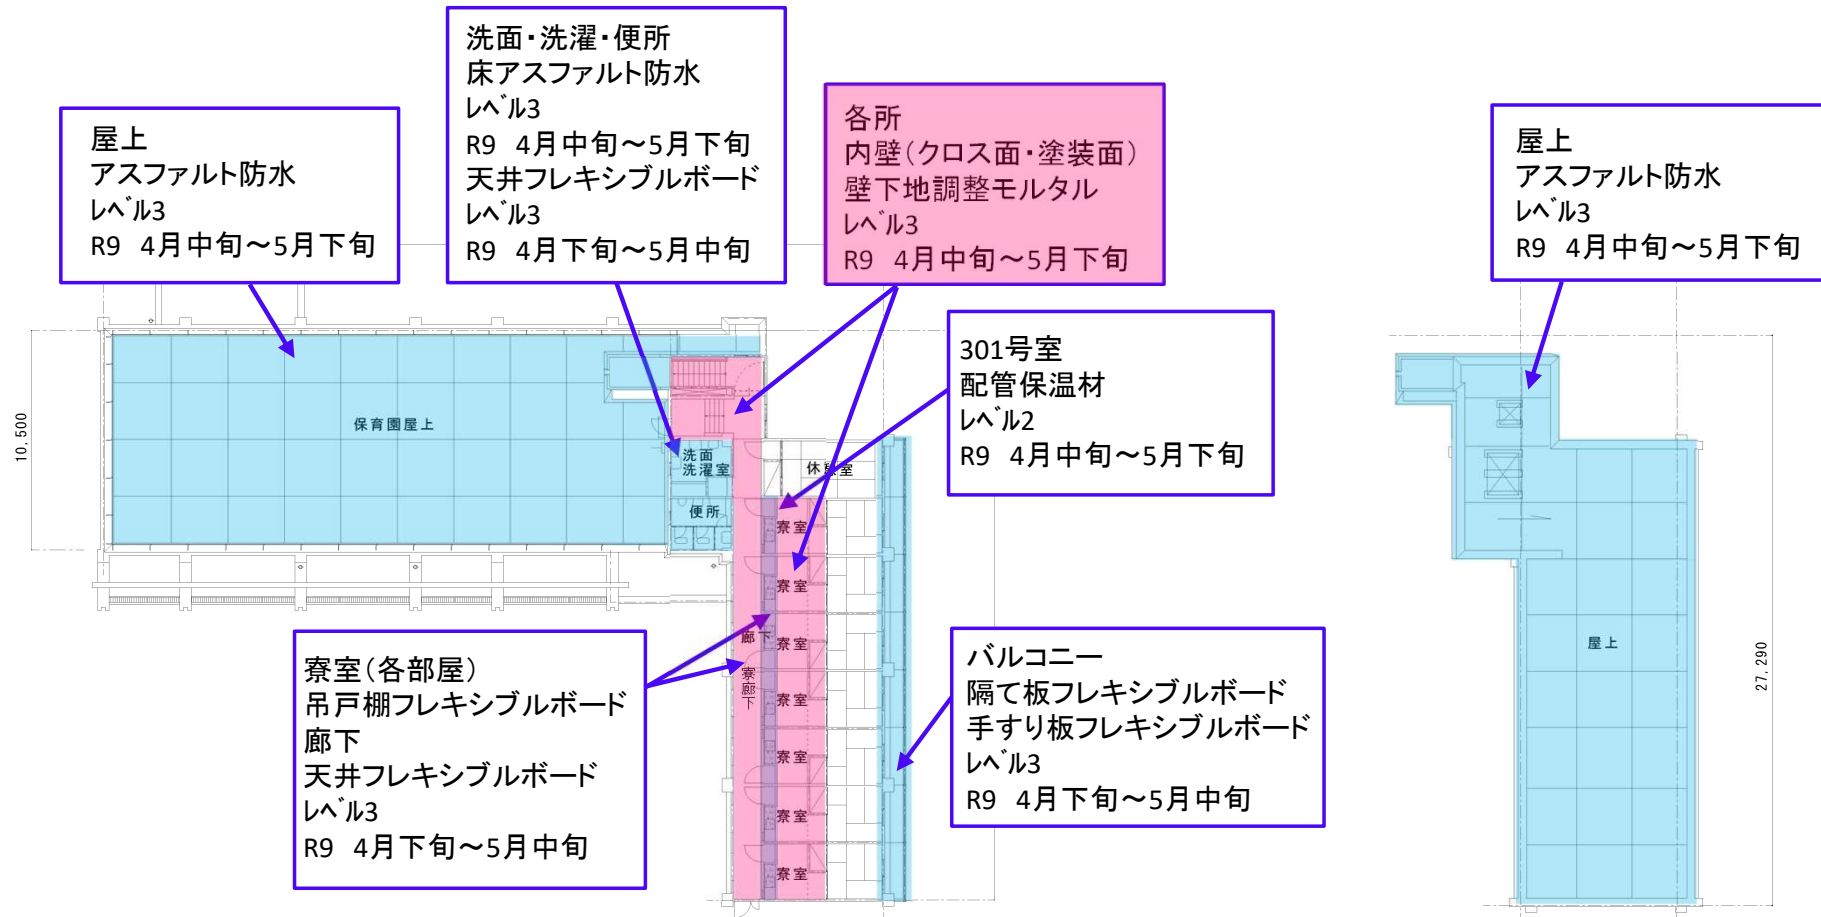 洗面・洗濯・便所
床アスファルト防水
レベル3
R9 4月中旬～5月下旬
天井フレキシブルボード
レベル3
R9 4月下旬～5月中旬
屋上
アスファルト防水
レベル3
R9 4月中旬～5月下旬
各所
内壁(クロス面・塗装面)
壁下地調整モルタル
レベル3
R9 4月中旬～5月下旬
屋上
アスファルト防水
レベル3
R9 4月中旬～5月下旬
301号室
配管保温材
レベル2
R9 4月中旬～5月下旬
10,500
保育園屋上
洗面
洗濯室
便所
休憩室
寮室
寮室
寮室
寮室
寮室
寮室
寮室
廊下
寮廊下
寮室(各部屋)
吊戸棚フレキシブルボード
廊下
天井フレキシブルボード
レベル3
R9 4月下旬～5月中旬
バルコニー
隔て板フレキシブルボード
手すり板フレキシブルボード
レベル3
R9 4月下旬～5月中旬
屋上
27,290